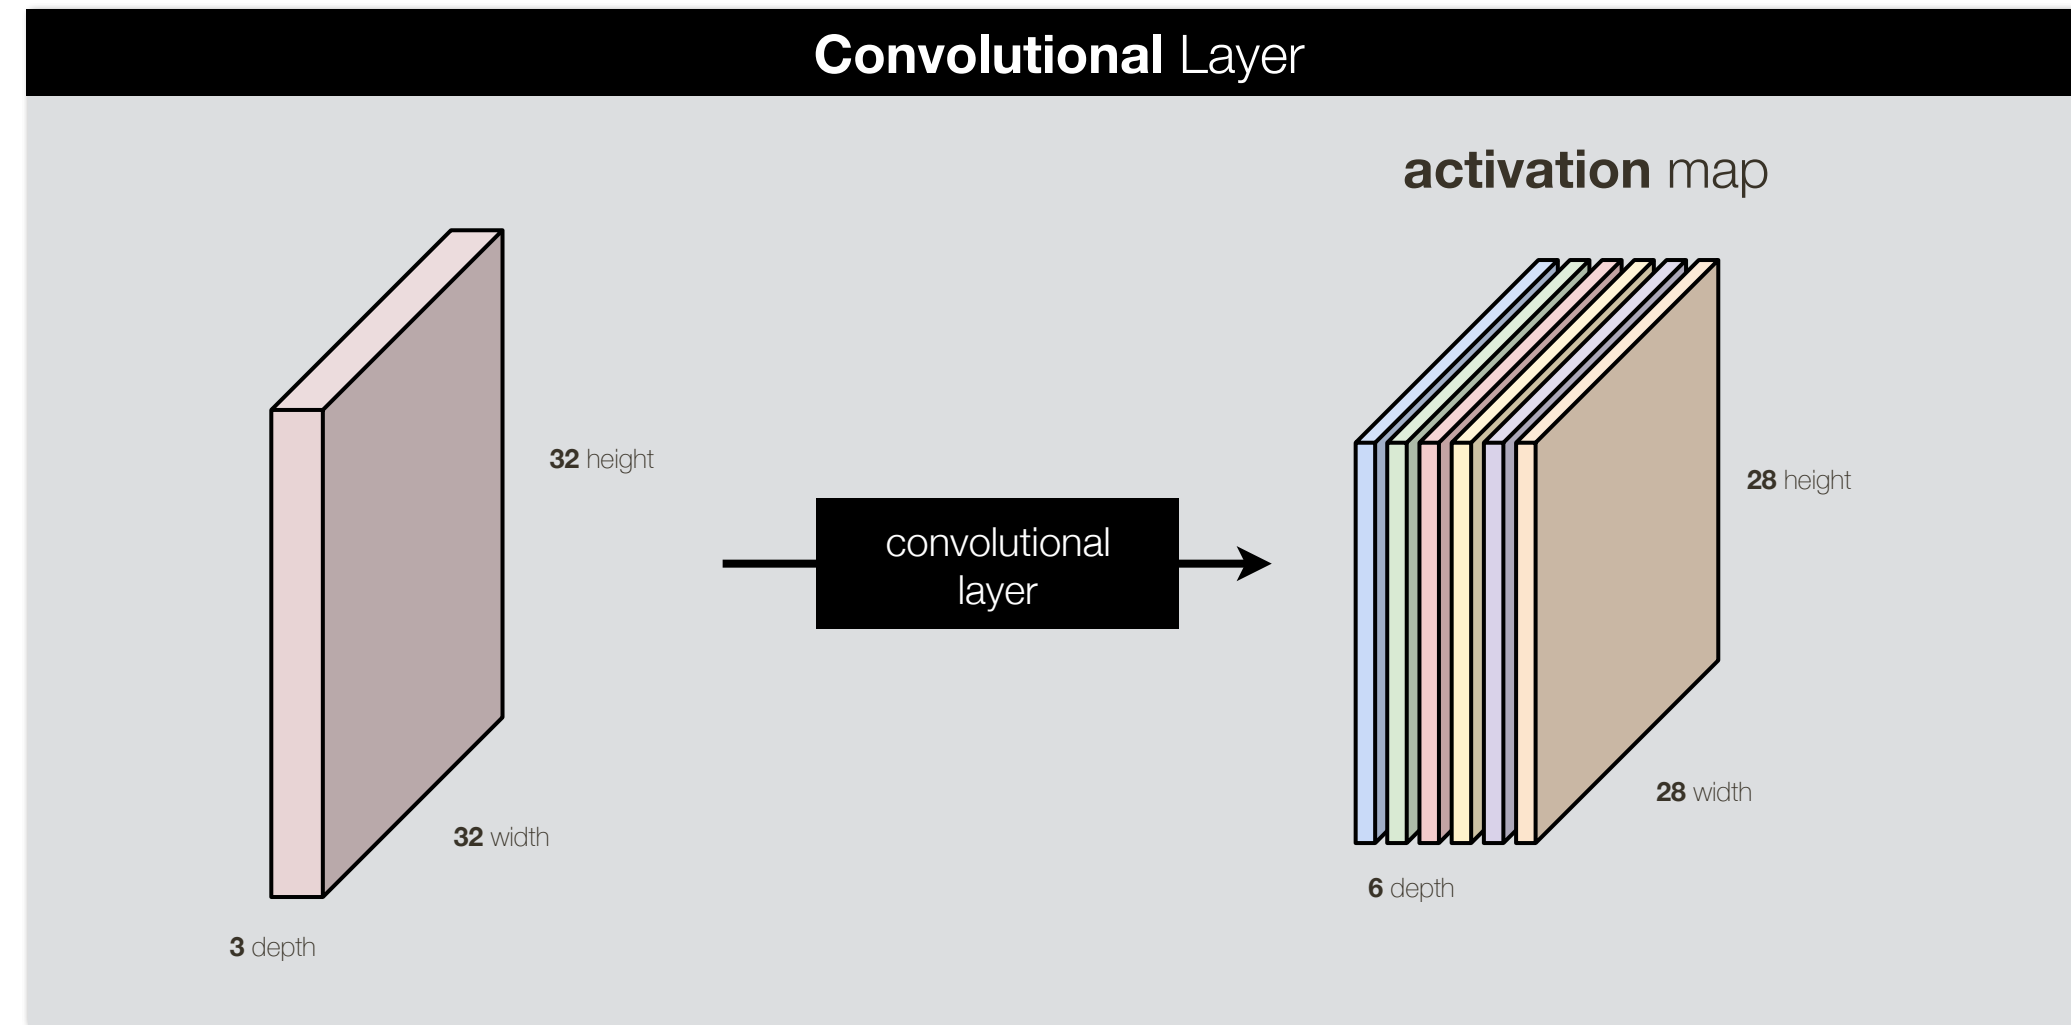 Convolutional Layer
activation map
32 height
32 width
3 depth
convolutional
layer
28 height
28 width
6 depth